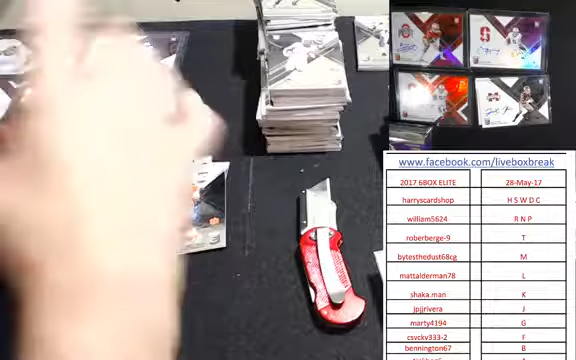 www.facebook.com/liveboxbreak
2017 6BOX ELITE 28-May-17
harryscardshop H S W D C
william5624 R N P
roberberge-9 T
bytesthedust68cg M
mattalderman78 L
shaka.man K
jpjjrivera J
marty4194 G
csvckv333-2 F
bennington67 B